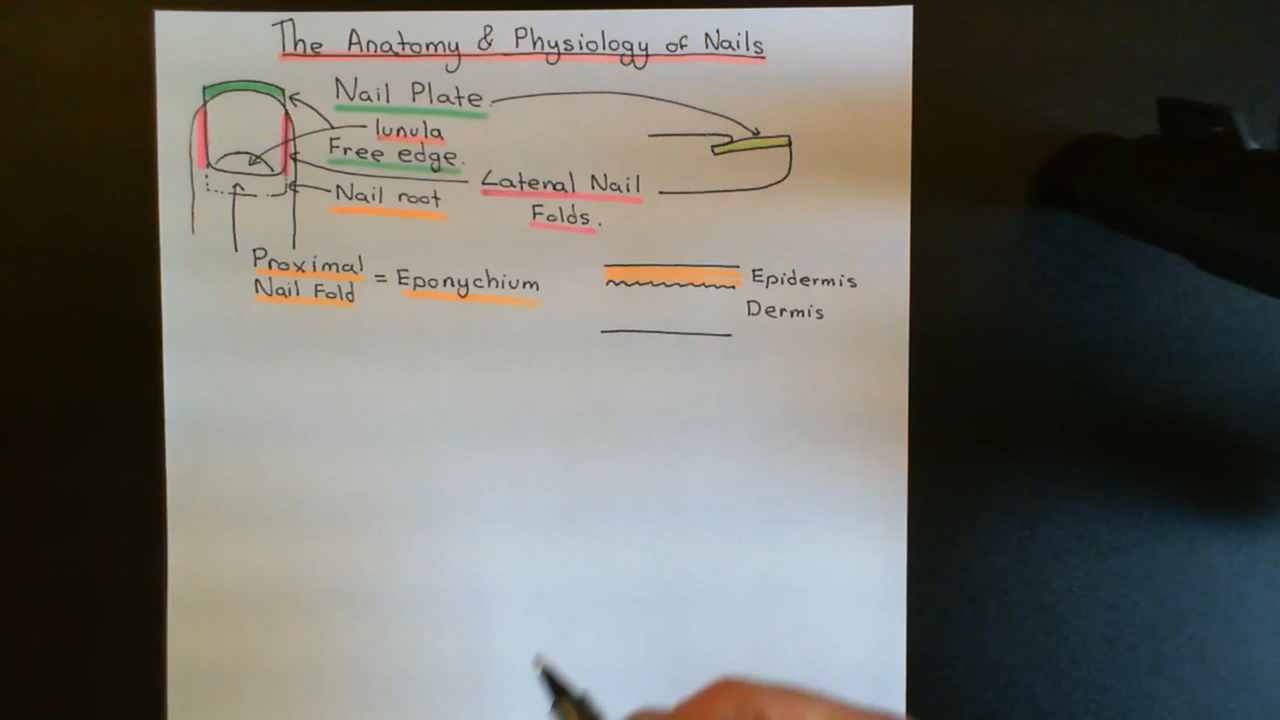 The Anatomy & Physiology of Nails
Nail Plate.
lunula
Free edge.
Lateral Nail
Folds.
Nail root
Proximal
Nail Fold
= Eponychium
Epidermis
Dermis